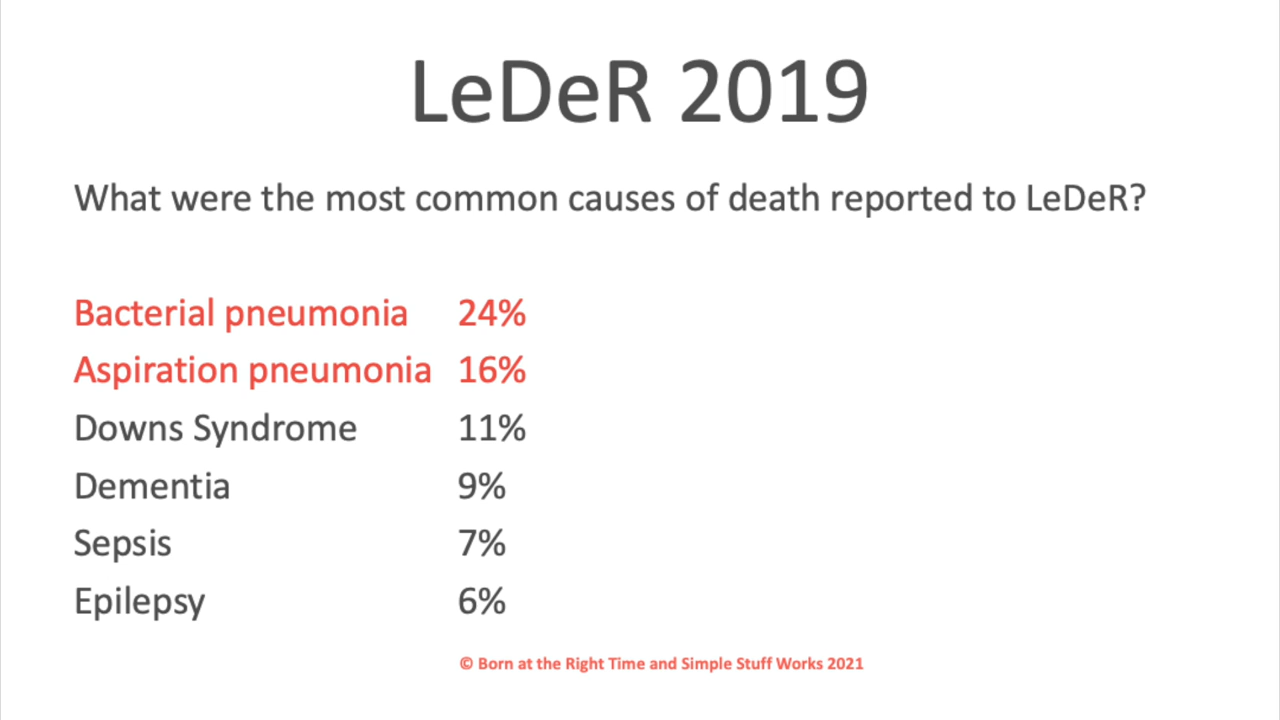 LeDeR 2019
What were the most common causes of death reported to LeDeR?
Bacterial pneumonia 24%
Aspiration pneumonia 16%
Downs Syndrome 11%
Dementia 9%
Sepsis 7%
Epilepsy 6%
© Born at the Right Time and Simple Stuff Works 2021